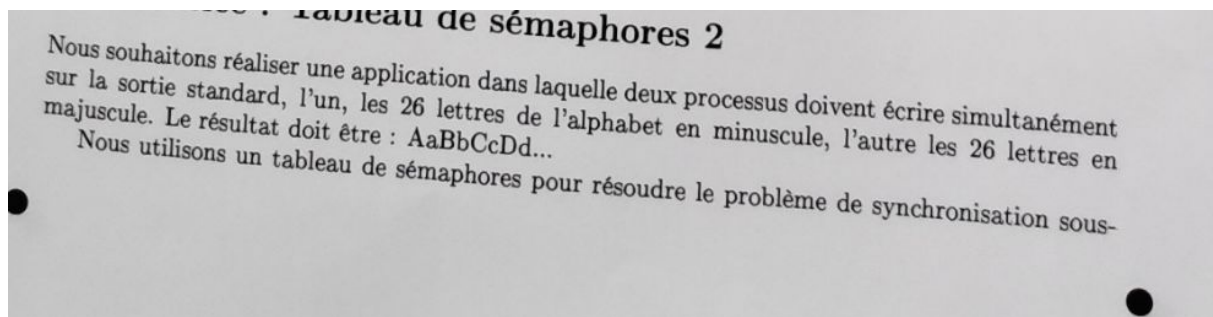 : Tableau de sémaphores 2
Nous souhaitons réaliser une application dans laquelle deux processus doivent écrire simultanément
sur la sortie standard, l'un, les 26 lettres de l'alphabet en minuscule, l'autre les 26 lettres en
majuscule. Le résultat doit être : AaBbCcDd...
Nous utilisons un tableau de sémaphores pour résoudre le problème de synchronisation sous-